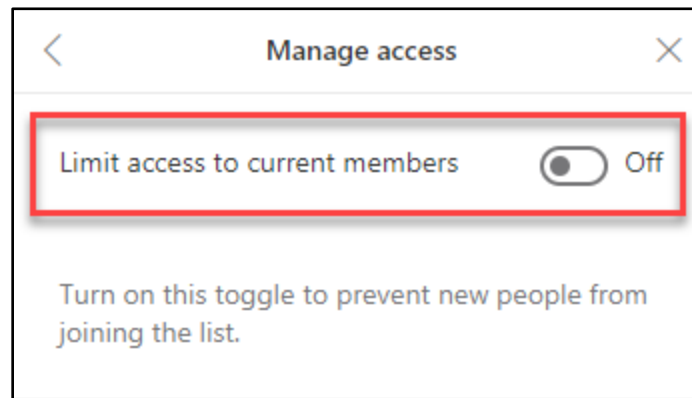 Manage access
Limit access to current members Off
Turn on this toggle to prevent new people from
joining the list.